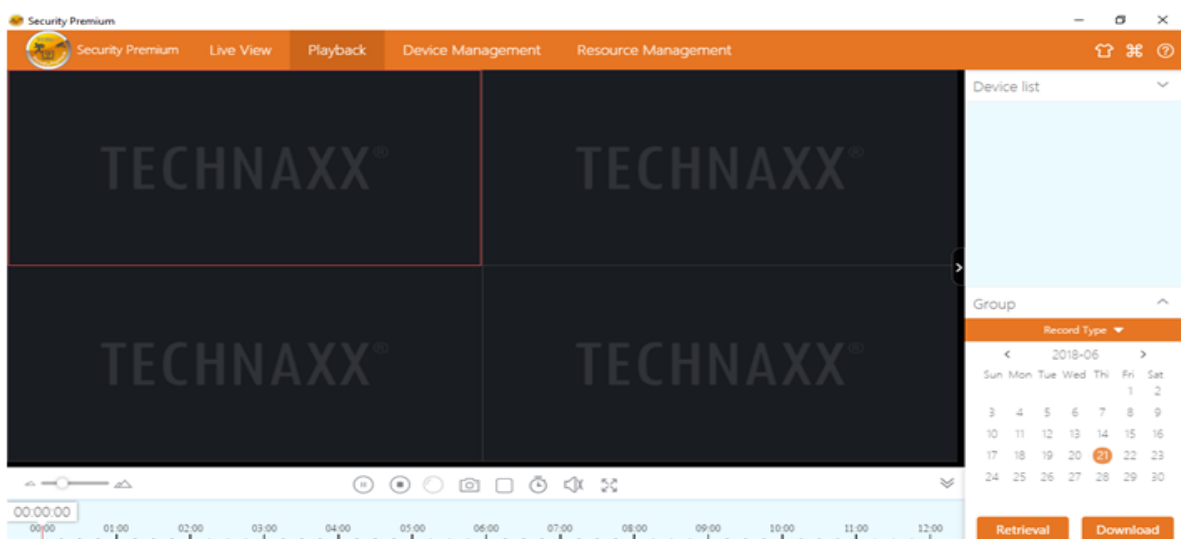 Security Premium
Security Premium Live View Playback Device Management Resource Management
Device list
TECHNAXX® TECHNAXX®
TECHNAXX® TECHNAXX®
Group
Record Type
2018-06
Sun Mon Tue Wed Thi Fri Sat
1 2
3 4 5 6 7 8 9
10 11 12 13 14 15 16
17 18 19 20 21 22 23
24 25 26 27 28 29 30
00:00:00
00:00 01:00 02:00 03:00 04:00 05:00 06:00 07:00 08:00 09:00 10:00 11:00 12:00
Retrieval Download